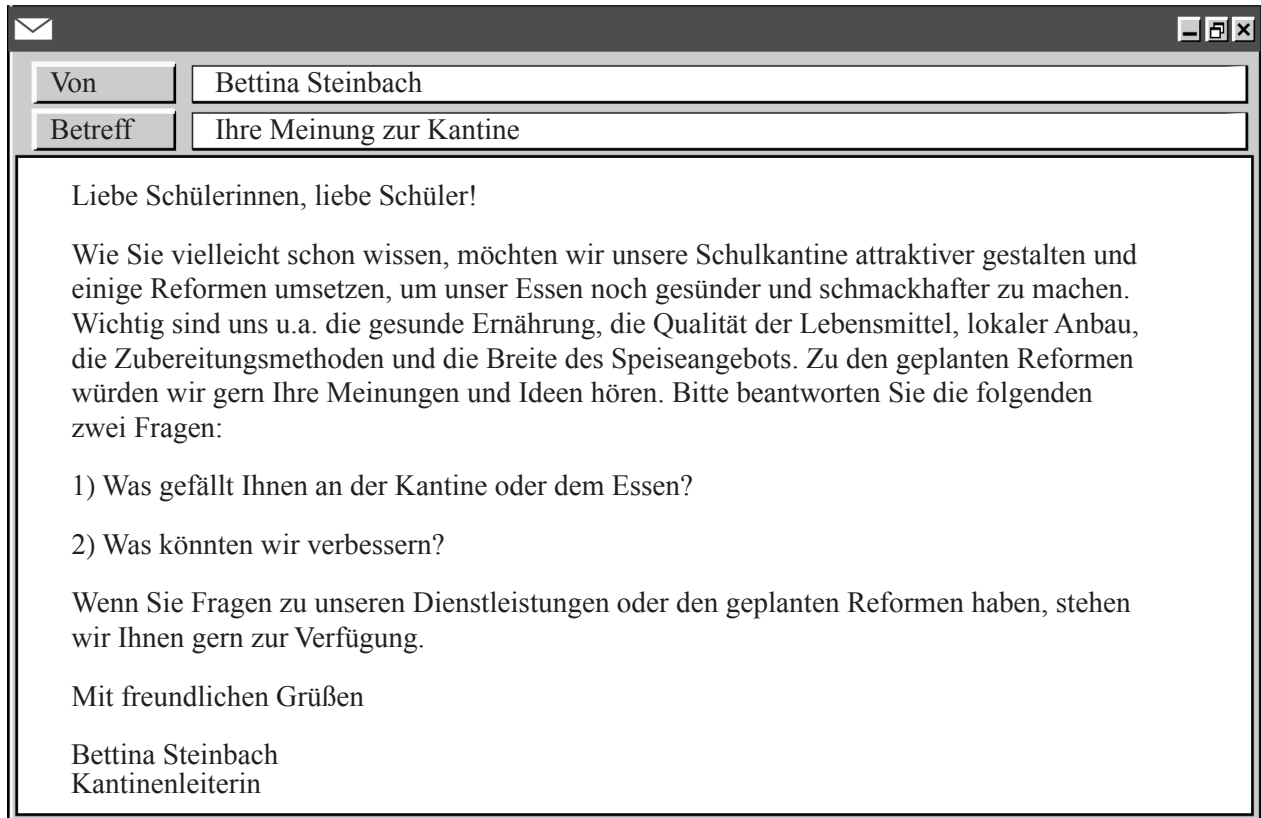 Von
Bettina Steinbach
Betreff
Ihre Meinung zur Kantine
Liebe Schülerinnen, liebe Schüler!
Wie Sie vielleicht schon wissen, möchten wir unsere Schulkantine attraktiver gestalten und
einige Reformen umsetzen, um unser Essen noch gesünder und schmackhafter zu machen.
Wichtig sind uns u.a. die gesunde Ernährung, die Qualität der Lebensmittel, lokaler Anbau,
die Zubereitungsmethoden und die Breite des Speiseangebots. Zu den geplanten Reformen
würden wir gern Ihre Meinungen und Ideen hören. Bitte beantworten Sie die folgenden
zwei Fragen:
1) Was gefällt Ihnen an der Kantine oder dem Essen?
2) Was könnten wir verbessern?
Wenn Sie Fragen zu unseren Dienstleistungen oder den geplanten Reformen haben, stehen
wir Ihnen gern zur Verfügung.
Mit freundlichen Grüßen
Bettina Steinbach
Kantinenleiterin